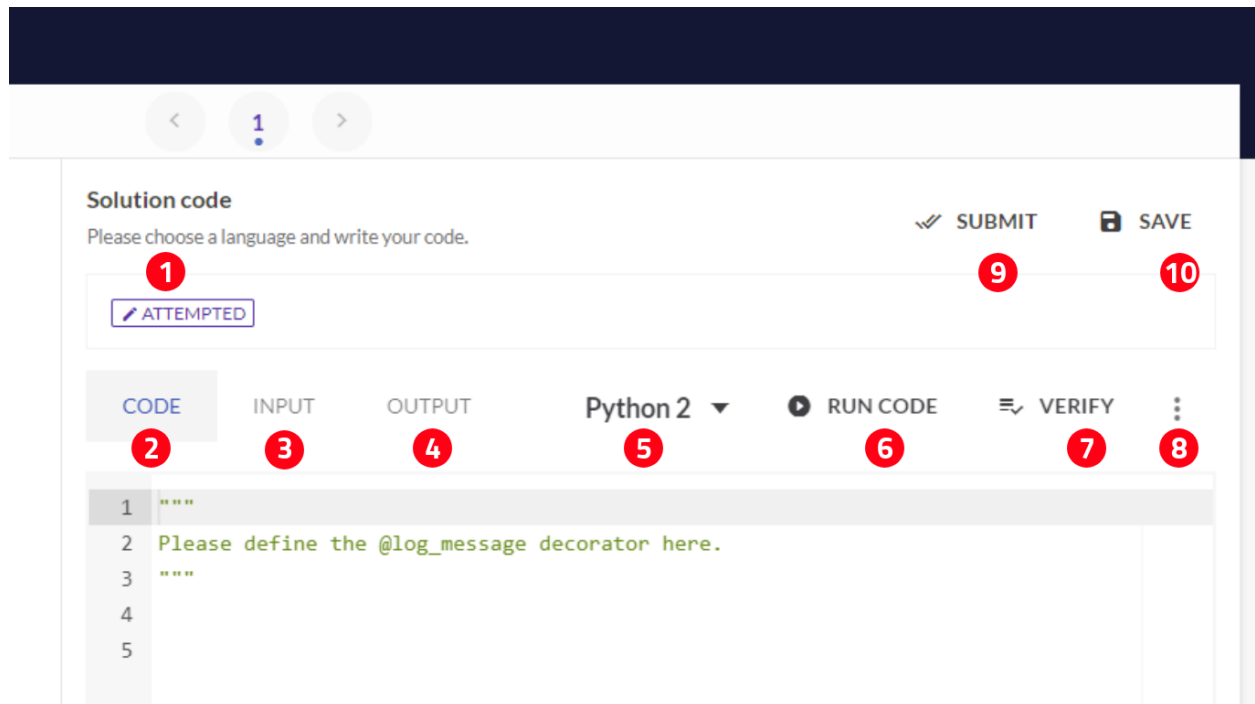 1
Solution code
Please choose a language and write your code.
SUBMIT
SAVE
1
9
10
ATTEMPTED
CODE
INPUT
OUTPUT
Python 2
RUN CODE
VERIFY
2
3
4
5
6
7
8
1 """
2 Please define the @log_message decorator here.
3 """
4
5